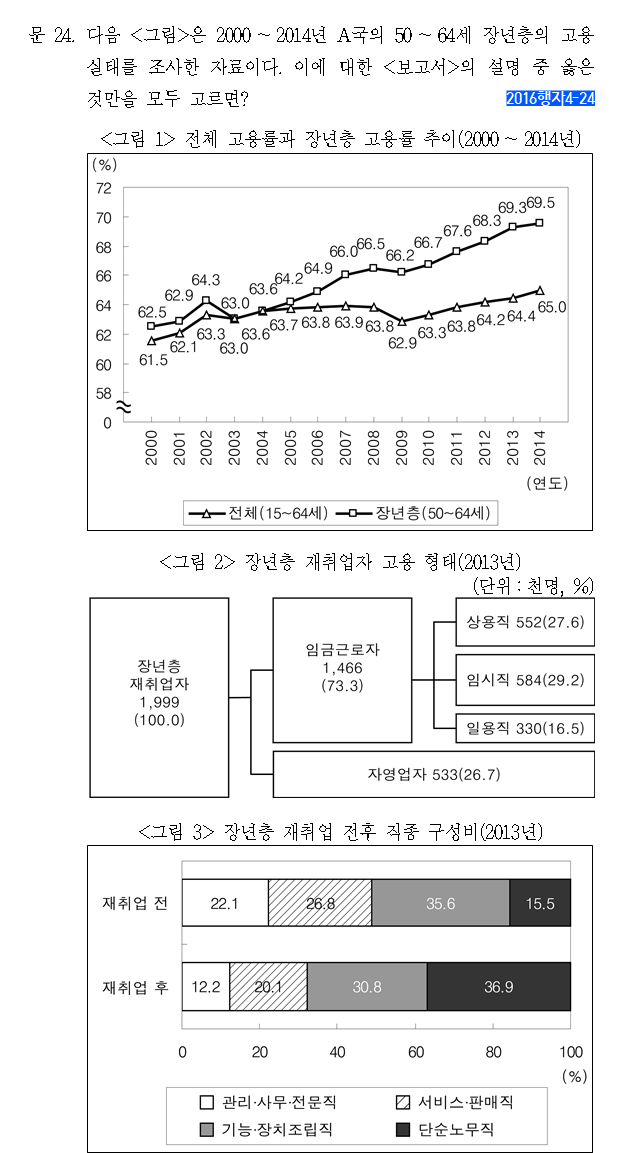 문 24. 다음 <그림>은 2000 ~ 2014년 A국의 50 ~ 64세 장년층의 고용
실태를 조사한 자료이다. 이에 대한 <보고서>의 설명 중 옳은
것만을 모두 고르면? 2016행자4-24
<그림 1> 전체 고용률과 장년층 고용률 추이(2000 ~ 2014년)
(%)
72
70
68
66
64
62
60
58
0
62.5 62.9 64.3 63.0 63.6 64.2 64.9 66.0 66.5 66.2 66.7 67.6 68.3 69.3 69.5
61.5 62.1 63.3 63.0 63.6 63.7 63.8 63.9 63.8 62.9 63.3 63.8 64.2 64.4 65.0
2000 2001 2002 2003 2004 2005 2006 2007 2008 2009 2010 2011 2012 2013 2014
(연도)
전체(15~64세) 장년층(50~64세)
<그림 2> 장년층 재취업자 고용 형태(2013년)
(단위 : 천명, %)
장년층
재취업자
1,999
(100.0)
임금근로자
1,466
(73.3)
상용직 552(27.6)
임시직 584(29.2)
일용직 330(16.5)
자영업자 533(26.7)
<그림 3> 장년층 재취업 전후 직종 구성비(2013년)
재취업 전 22.1 26.8 35.6 15.5
재취업 후 12.2 20.1 30.8 36.9
0 20 40 60 80 100
(%)
관리·사무·전문직 서비스·판매직
기능·장치조립직 단순노무직